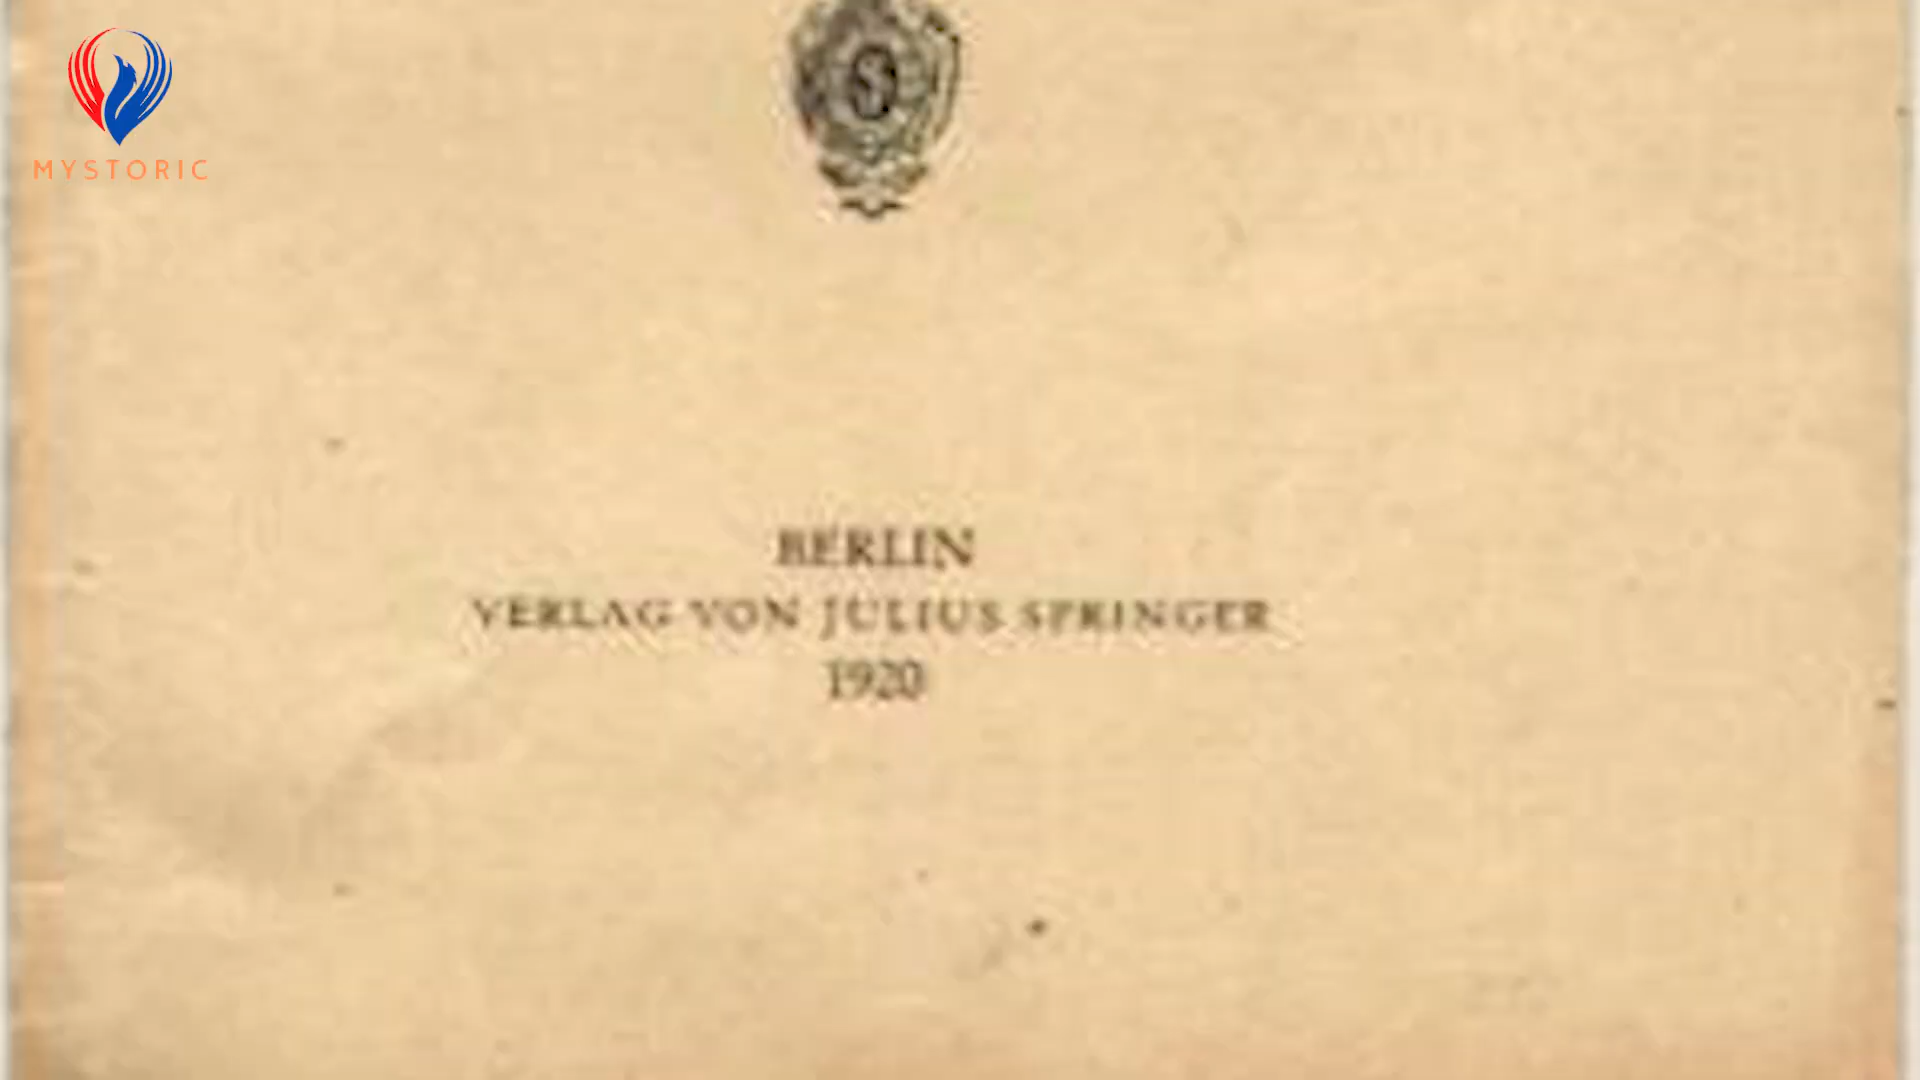 MYSTORIC
S
BERLIN
VERLAG VON JULIUS SPRINGER
1920